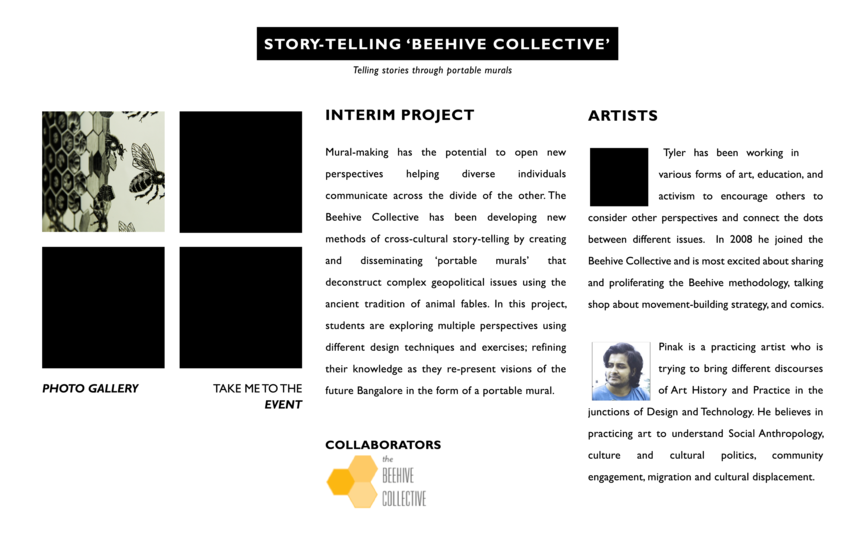 STORY-TELLING ‘BEEHIVE COLLECTIVE’
Telling stories through portable murals
PHOTO GALLERY
TAKE ME TO THE
EVENT
INTERIM PROJECT
Mural-making has the potential to open new
perspectives helping diverse individuals
communicate across the divide of the other. The
Beehive Collective has been developing new
methods of cross-cultural story-telling by creating
and disseminating ‘portable murals’ that
deconstruct complex geopolitical issues using the
ancient tradition of animal fables. In this project,
students are exploring multiple perspectives using
different design techniques and exercises; refining
their knowledge as they re-present visions of the
future Bangalore in the form of a portable mural.
COLLABORATORS
the
BEEHIVE
COLLECTIVE
ARTISTS
Tyler has been working in
various forms of art, education, and
activism to encourage others to
consider other perspectives and connect the dots
between different issues. In 2008 he joined the
Beehive Collective and is most excited about sharing
and proliferating the Beehive methodology, talking
shop about movement-building strategy, and comics.
Pinak is a practicing artist who is
trying to bring different discourses
of Art History and Practice in the
junctions of Design and Technology. He believes in
practicing art to understand Social Anthropology,
culture and cultural politics, community
engagement, migration and cultural displacement.